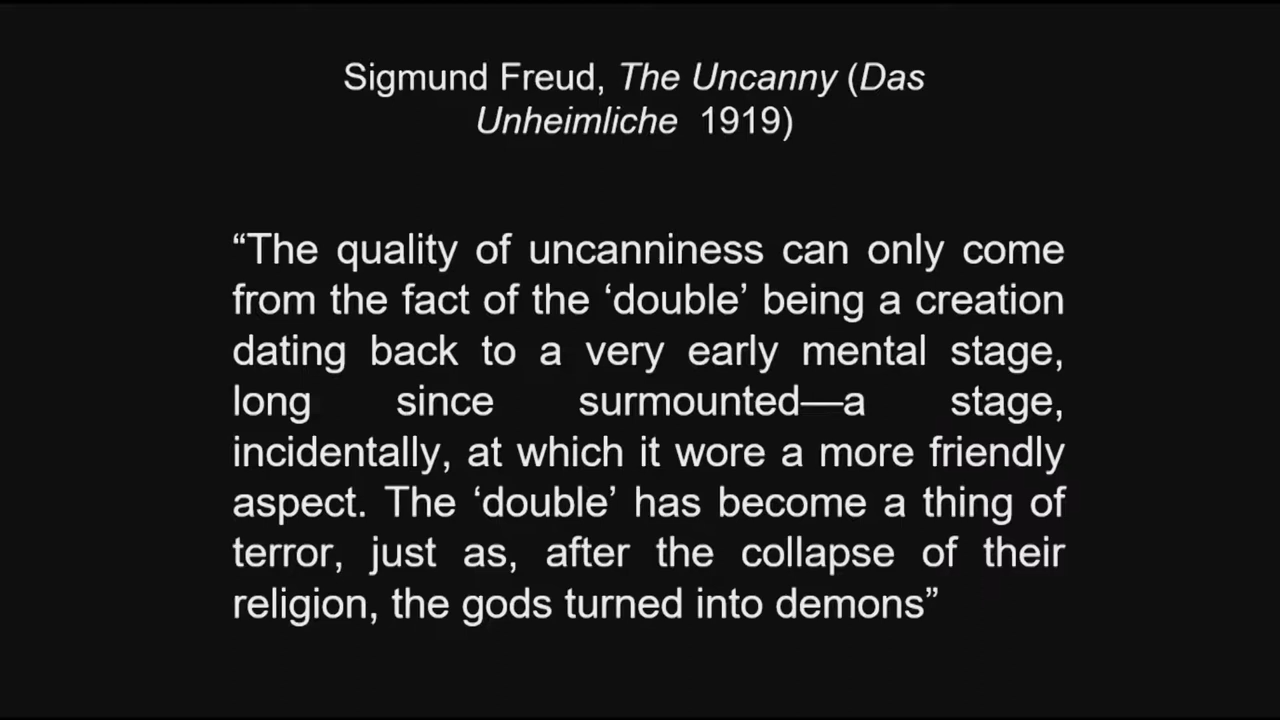 Sigmund Freud, The Uncanny (Das
Unheimliche 1919)
“The quality of uncanniness can only come
from the fact of the ‘double’ being a creation
dating back to a very early mental stage,
long since surmounted—a stage,
incidentally, at which it wore a more friendly
aspect. The ‘double’ has become a thing of
terror, just as, after the collapse of their
religion, the gods turned into demons”